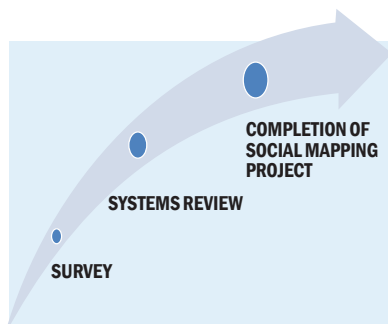 COMPLETION OF
SOCIAL MAPPING
PROJECT
SYSTEMS REVIEW
SURVEY